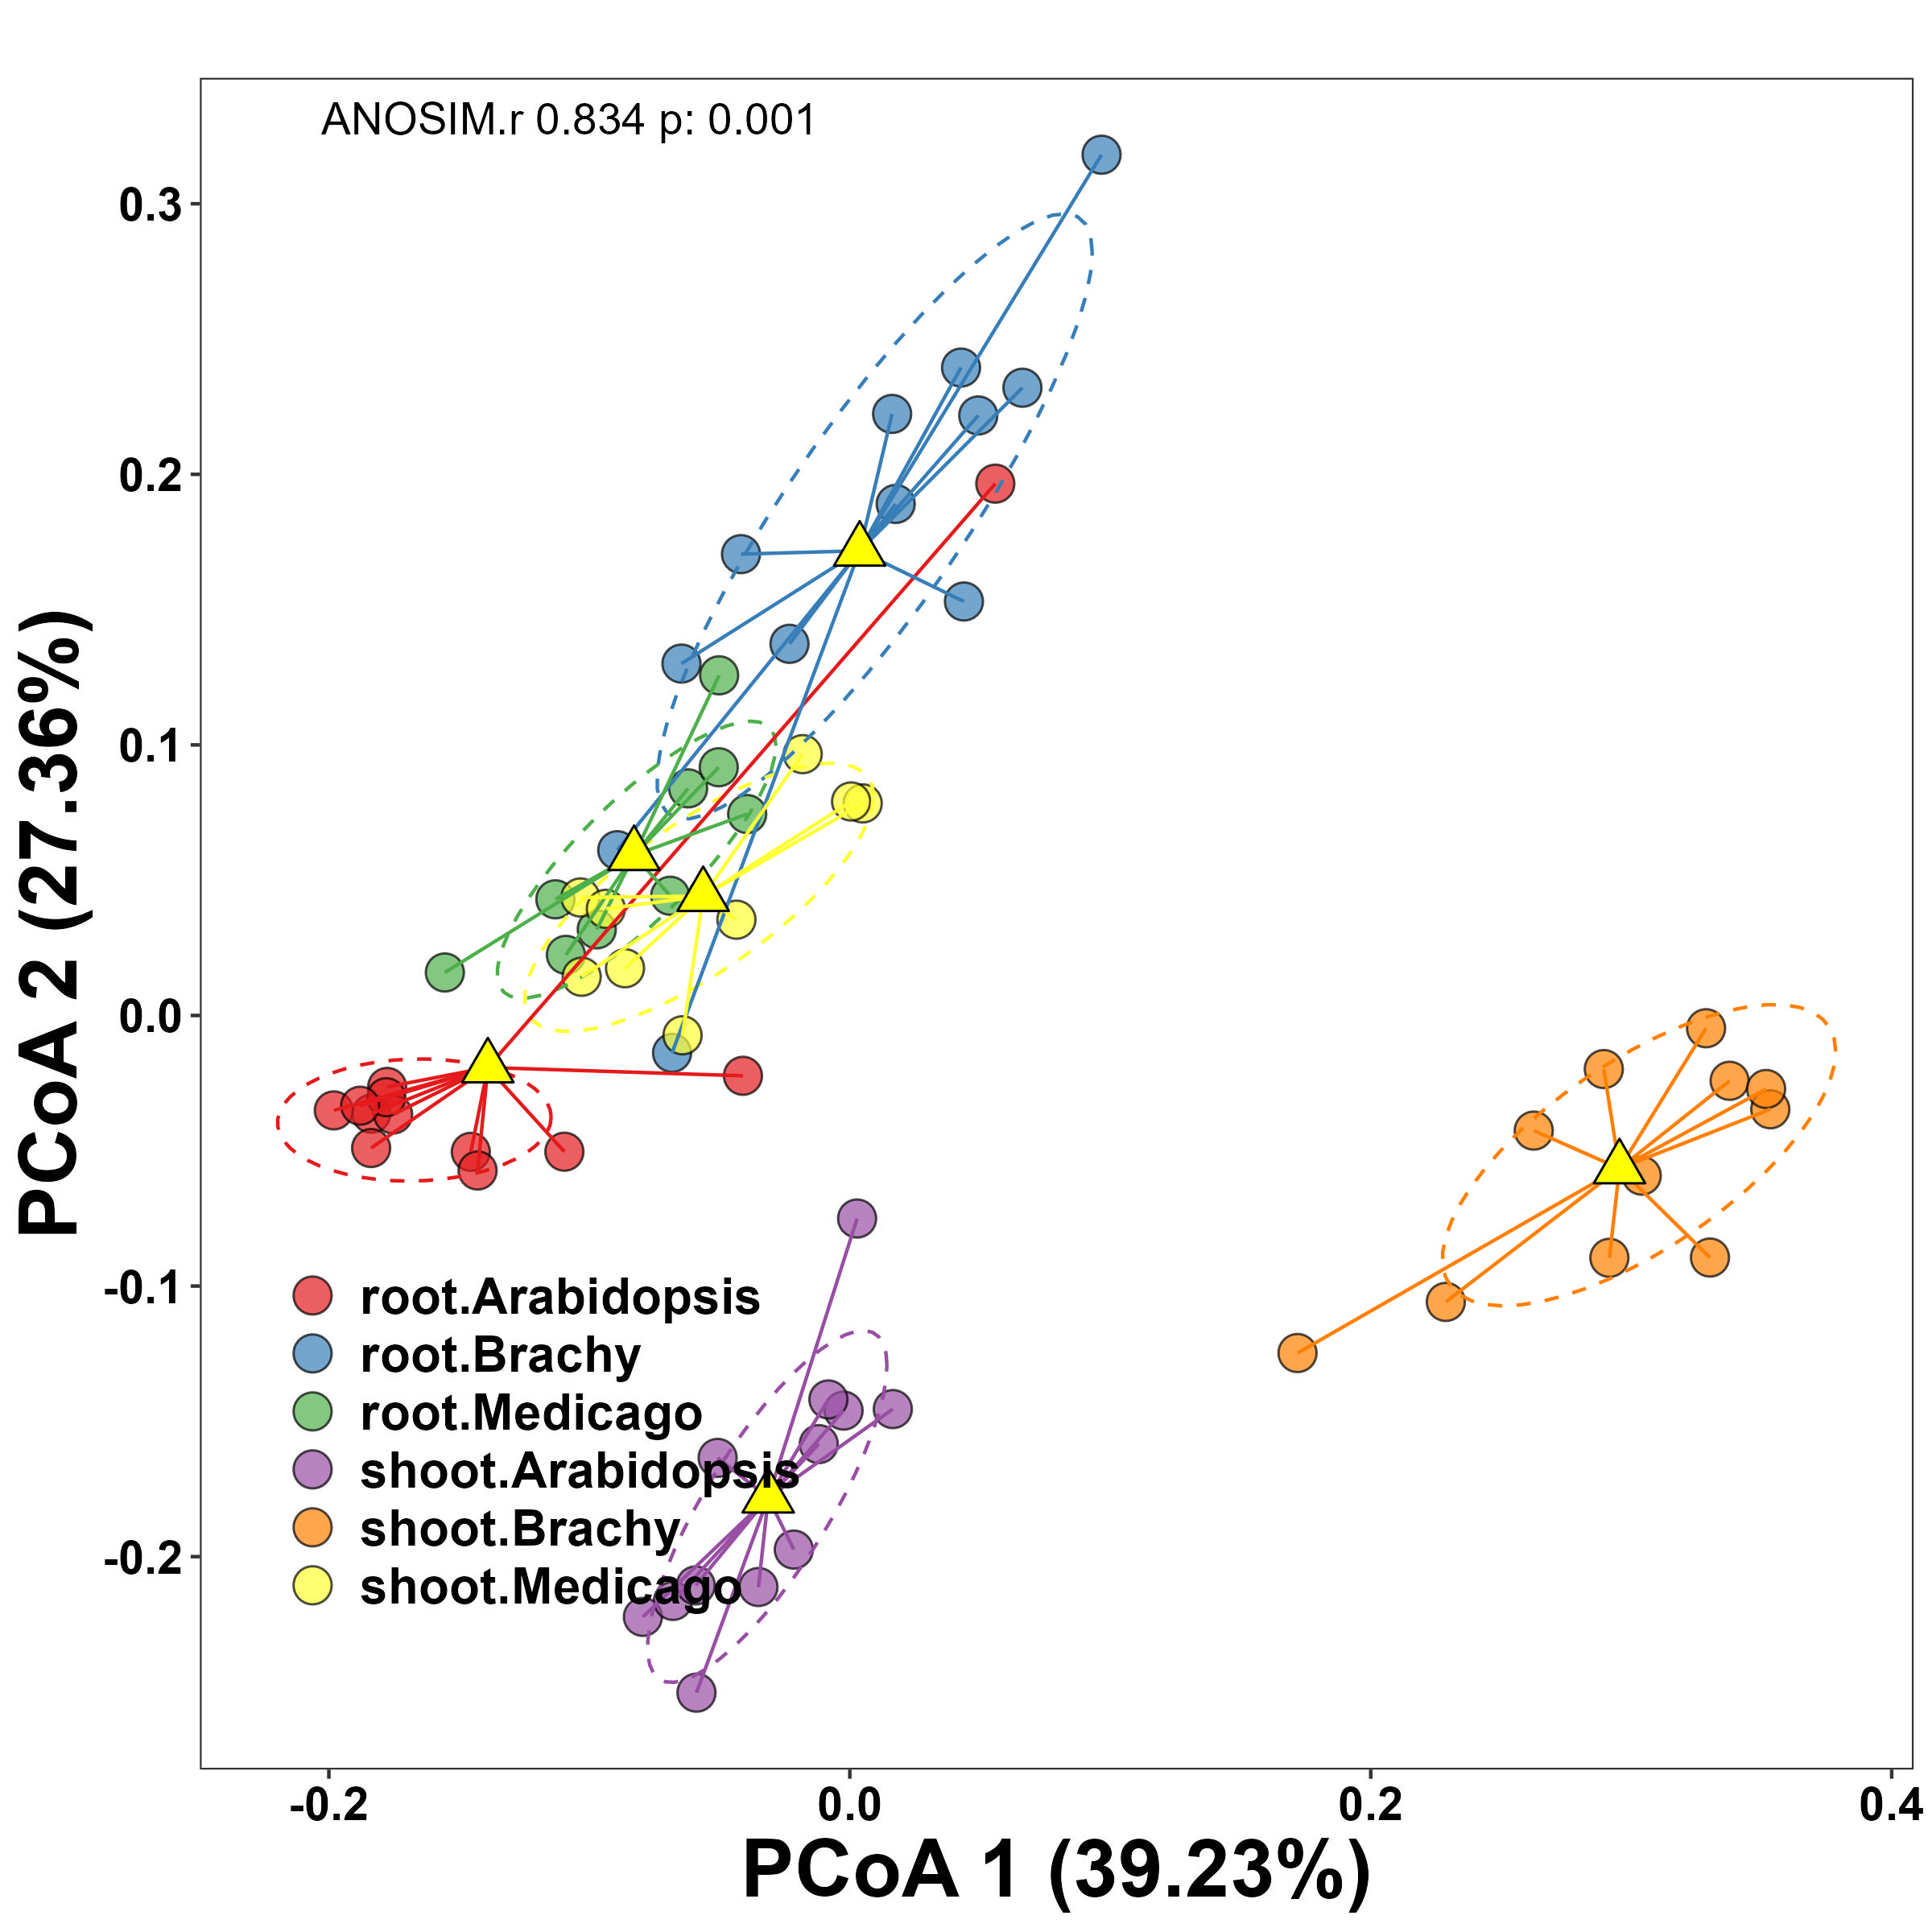 ANOSIM.r 0.834 p: 0.001
0.3
0.2
0.1
0.0
-0.1
-0.2
PCoA 2 (27.36%)
root.Arabidopsis
root.Brachy
root.Medicago
shoot.Arabidopsis
shoot.Brachy
shoot.Medicago
-0.2 0.0 0.2 0.4
PCoA 1 (39.23%)